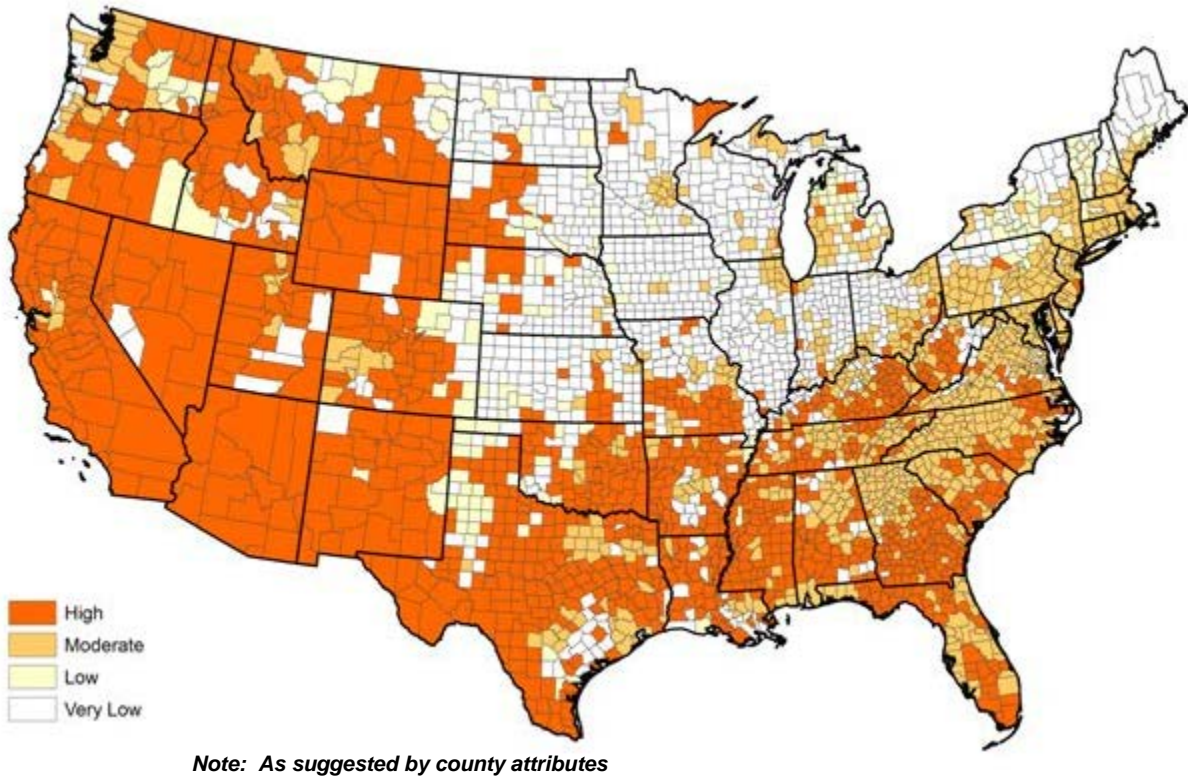 High
Moderate
Low
Very Low
Note: As suggested by county attributes